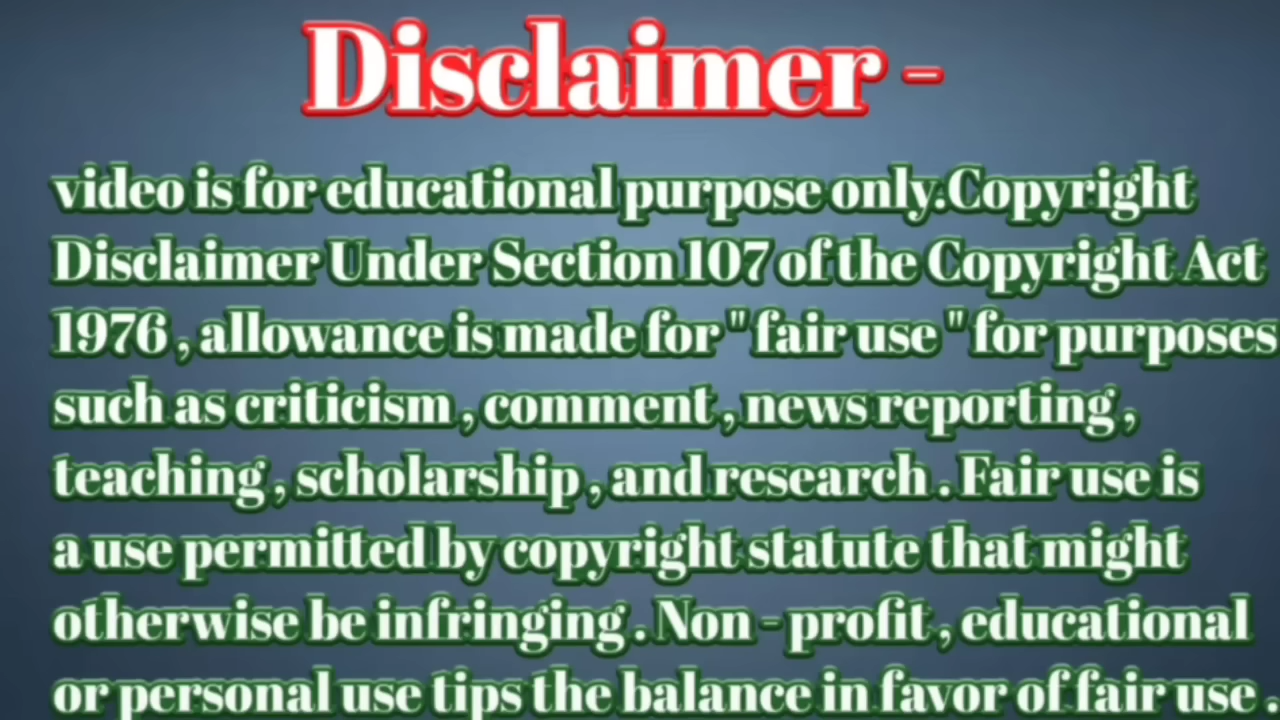 Disclaimer -
video is for educational purpose only.Copyright
Disclaimer Under Section 107 of the Copyright Act
1976 , allowance is made for " fair use " for purposes
such as criticism , comment , news reporting ,
teaching , scholarship , and research . Fair use is
a use permitted by copyright statute that might
otherwise be infringing . Non - profit , educational
or personal use tips the balance in favor of fair use .